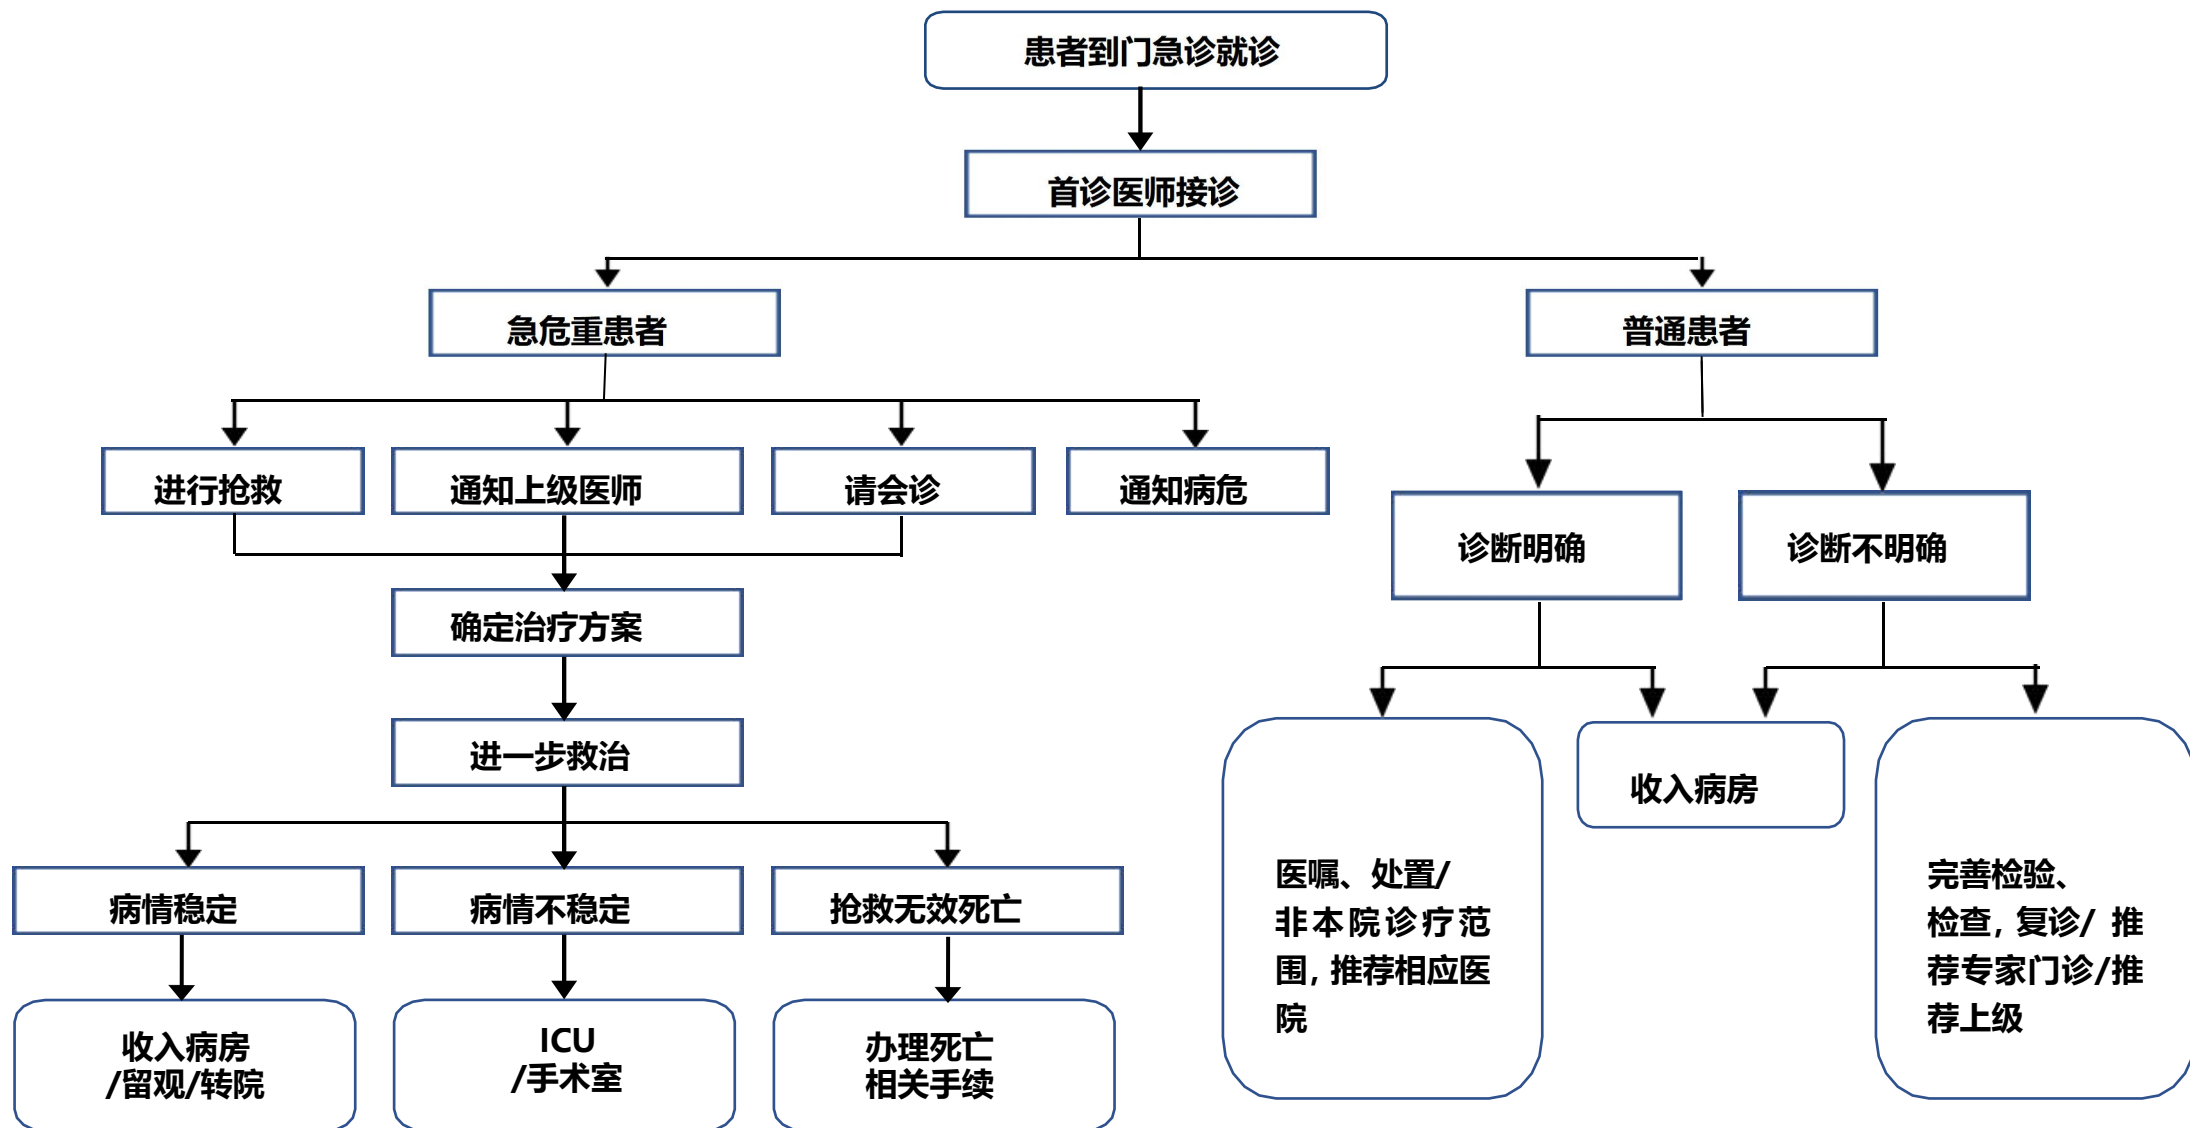 患者到门急诊就诊
首诊医师接诊
急危重患者
普通患者
进行抢救
通知上级医师
请会诊
通知病危
诊断明确
诊断不明确
确定治疗方案
进一步救治
收入病房
病情稳定
病情不稳定
抢救无效死亡
医嘱、处置/
非本院诊疗范
围,推荐相应医
院
完善检验、
检查,复诊/ 推
荐专家门诊/推
荐上级
收入病房
/留观/转院
ICU
/手术室
办理死亡
相关手续